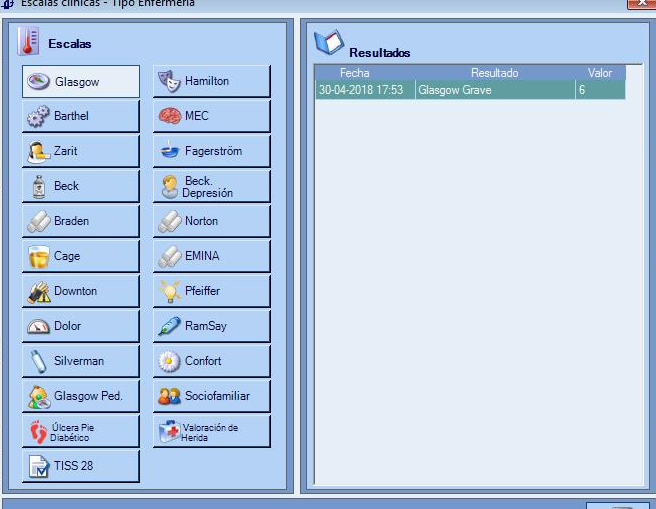 Escalas clínicas - Tipo Enfermería
Escalas
Glasgow
Hamilton
Barthel
MEC
Zarit
Fagerström
Beck
Beck.
Depresión
Braden
Norton
Cage
EMINA
Downton
Pfeiffer
Dolor
RamSay
Silverman
Confort
Glasgow Ped.
Sociofamiliar
Úlcera Pie
Diabético
Valoración de
Herida
TISS 28
Resultados
Fecha Resultado Valor
30-04-2018 17:53 Glasgow Grave 6